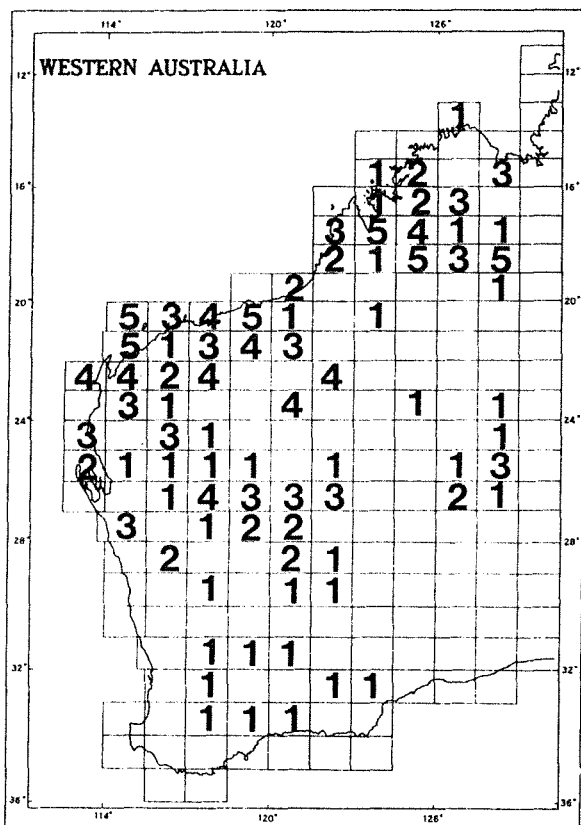 114° 120° 126°
WESTERN AUSTRALIA
12° 12°
1
1 2 3
16° 1 2 3 16°
3 5 4 1 1
2 1 5 3 5
2 1
20° 5 3 4 5 1 1 20°
5 1 3 4 3
4 4 2 4 4
3 1 4 1 1
24° 3 3 1 1 24°
2 1 1 1 1 1 1 3
1 4 3 3 3 2 1
3 1 2 2
28° 2 2 1 28°
1 1 1
1 1 1
32° 1 1 1 32°
1 1 1
36° 36°
114° 120° 126°